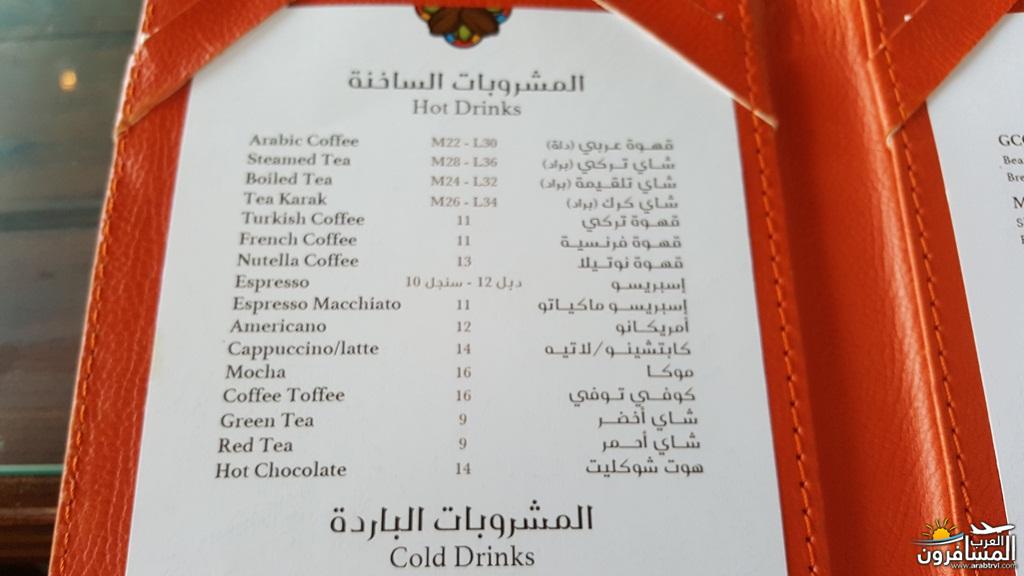 المشروبات الساخنة
Hot Drinks
Arabic Coffee M22 - L30 قهوة عربي (دلة)
Steamed Tea M28 - L36 شاي تركي (براد)
Boiled Tea M24 - L32 شاي تلقيمة (براد)
Tea Karak M26 - L34 شاي كرك (براد)
Turkish Coffee 11 قهوة تركي
French Coffee 11 قهوة فرنسية
Nutella Coffee 13 قهوة نوتيلا
Espresso دبل 12 - سنجل 10 إسبريسو
Espresso Macchiato 11 إسبريسو ماكياتو
Americano 12 أمريكانو
Cappuccino/latte 14 كابتشينو/لاتيه
Mocha 16 موكا
Coffee Toffee 16 كوفي توفي
Green Tea 9 شاي أخضر
Red Tea 9 شاي أحمر
Hot Chocolate 14 هوت شوكليت
المشروبات الباردة
Cold Drinks
العرب
المسافرون
www.arabtrvl.com